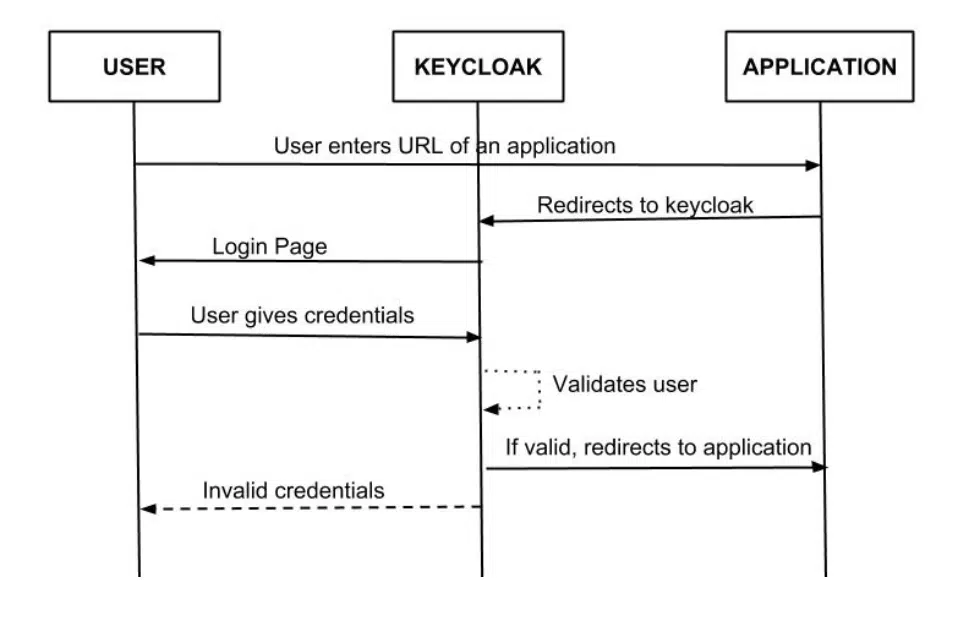 USER
KEYCLOAK
APPLICATION
User enters URL of an application
Redirects to keycloak
Login Page
User gives credentials
Validates user
If valid, redirects to application
Invalid credentials